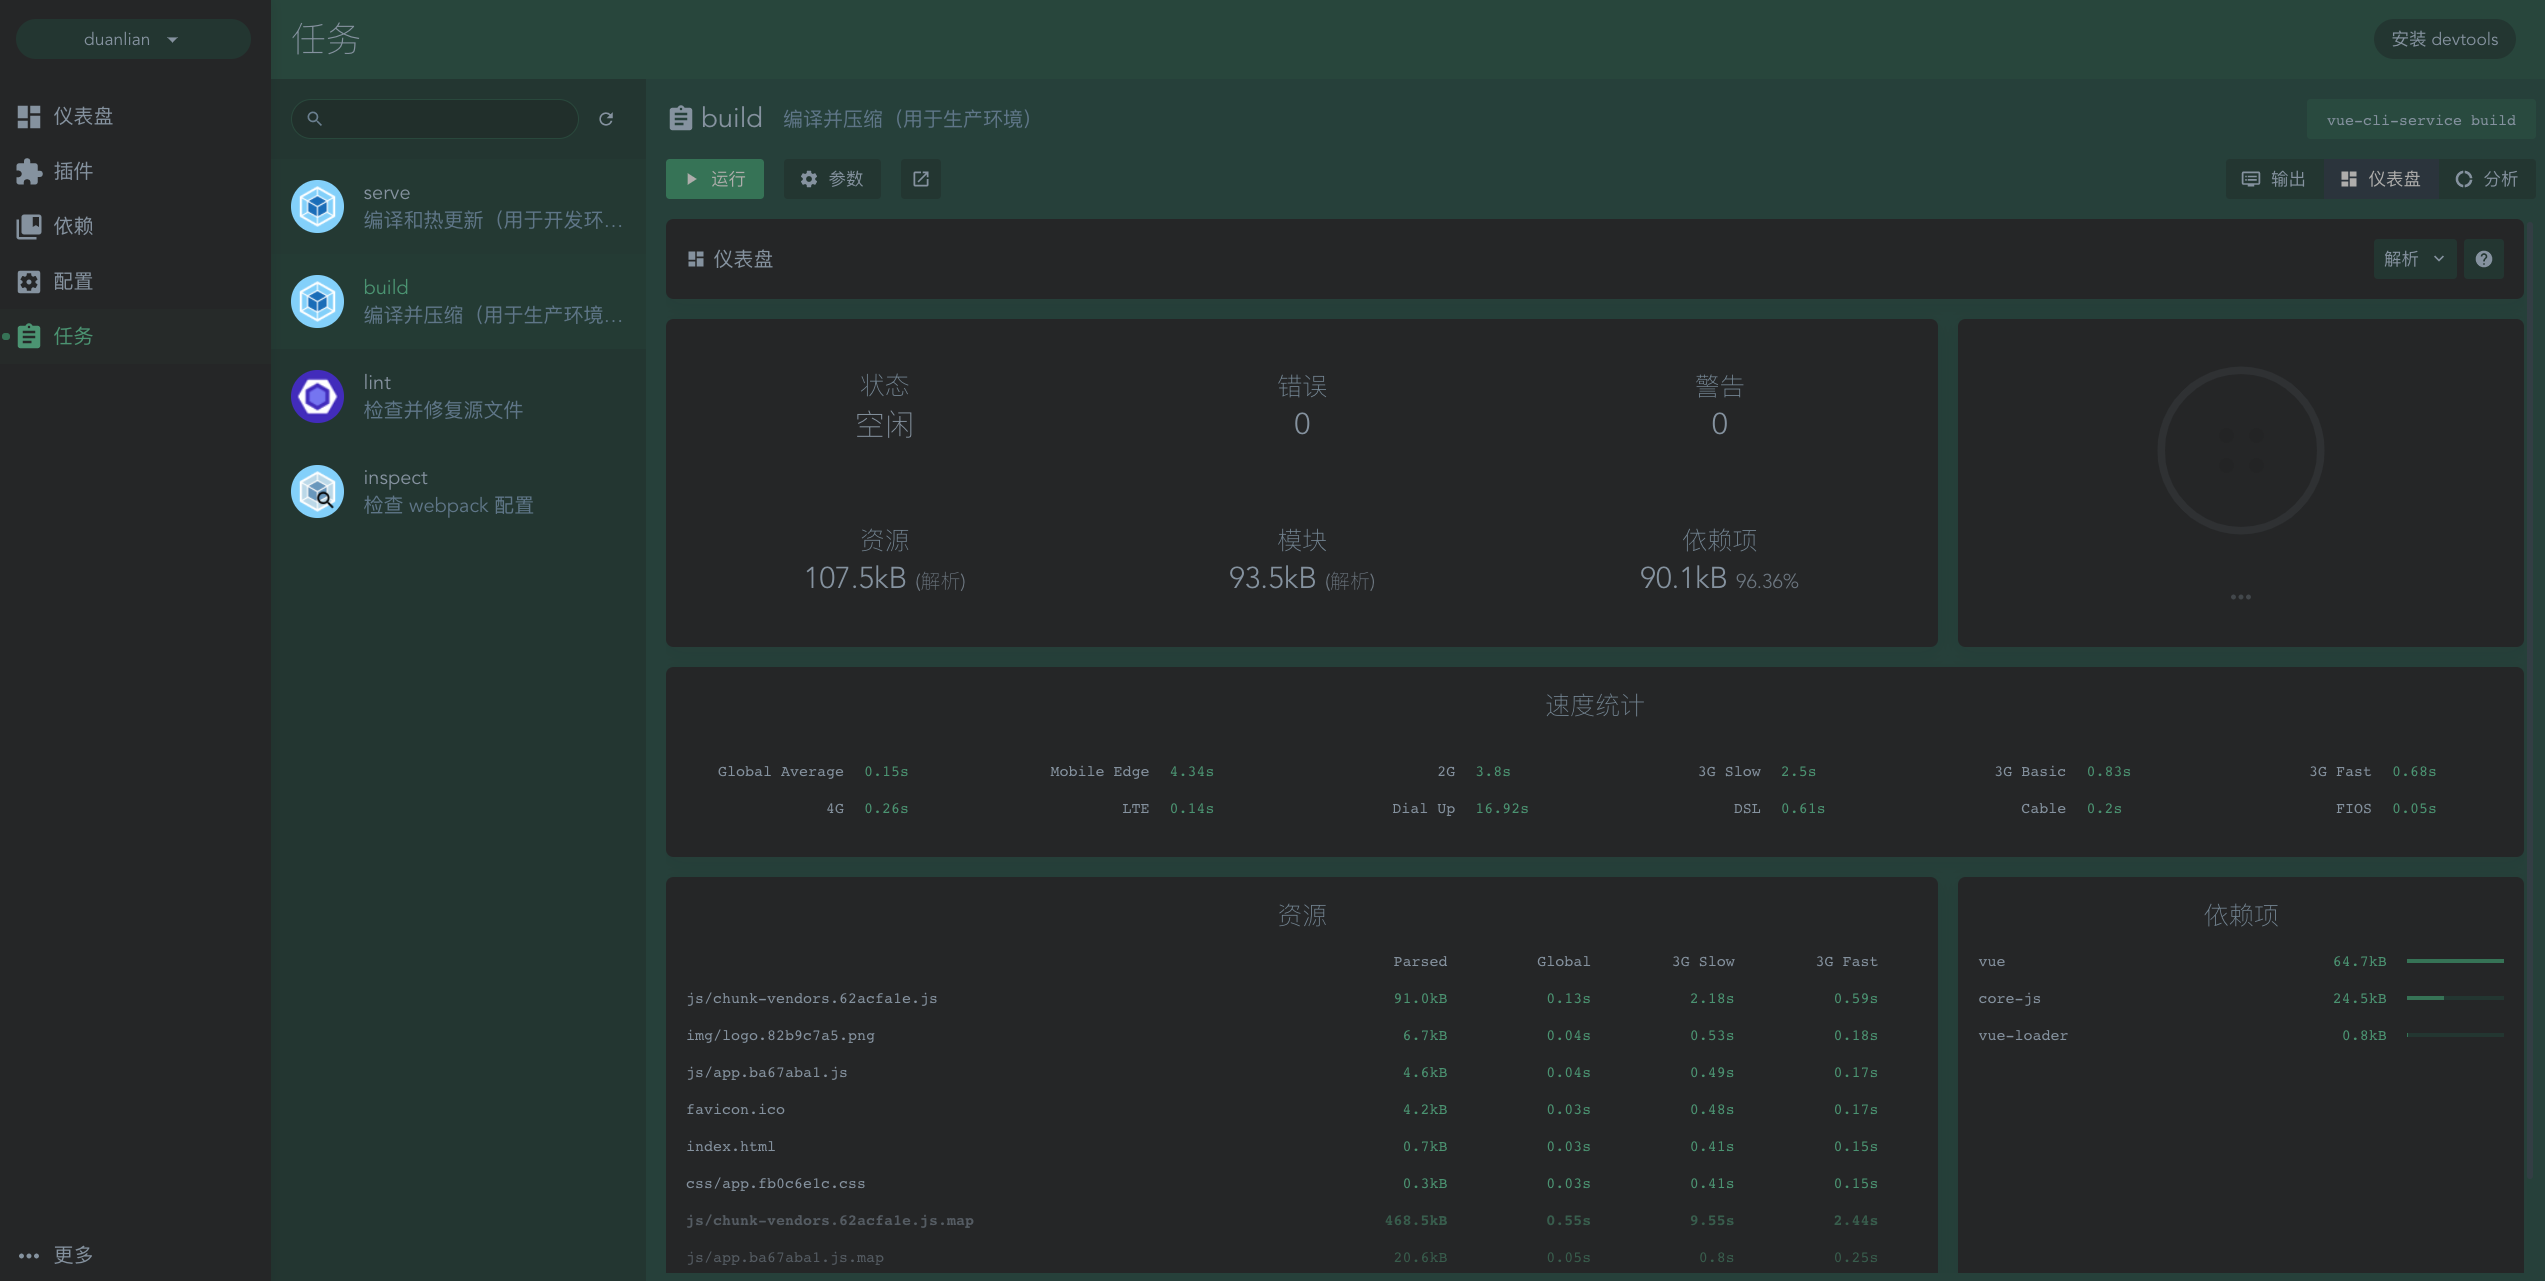 duanlian
任务
安装 devtools
仪表盘
插件
依赖
配置
任务
更多
serve
编译和热更新（用于开发环...
build
编译并压缩（用于生产环境...
lint
检查并修复源文件
inspect
检查 webpack 配置
build 编译并压缩（用于生产环境）
vue-cli-service build
运行 参数
输出 仪表盘 分析
仪表盘
解析
状态 错误 警告
空闲 0 0
资源 模块 依赖项
107.5kB (解析) 93.5kB (解析) 90.1kB 96.36%
速度统计
Global Average 0.15s Mobile Edge 4.34s 2G 3.8s 3G Slow 2.5s 3G Basic 0.83s 3G Fast 0.68s
4G 0.26s LTE 0.14s Dial Up 16.92s DSL 0.61s Cable 0.2s FIOS 0.05s
资源
Parsed Global 3G Slow 3G Fast
js/chunk-vendors.62acfa1e.js 91.0kB 0.13s 2.18s 0.59s
img/logo.82b9c7a5.png 6.7kB 0.04s 0.53s 0.18s
js/app.ba67aba1.js 4.6kB 0.04s 0.49s 0.17s
favicon.ico 4.2kB 0.03s 0.48s 0.17s
index.html 0.7kB 0.03s 0.41s 0.15s
css/app.fb0c6e1c.css 0.3kB 0.03s 0.41s 0.15s
js/chunk-vendors.62acfa1e.js.map 468.5kB 0.55s 9.55s 2.44s
js/app.ba67aba1.js.map 20.6kB 0.05s 0.8s 0.25s
依赖项
vue 64.7kB
core-js 24.5kB
vue-loader 0.8kB